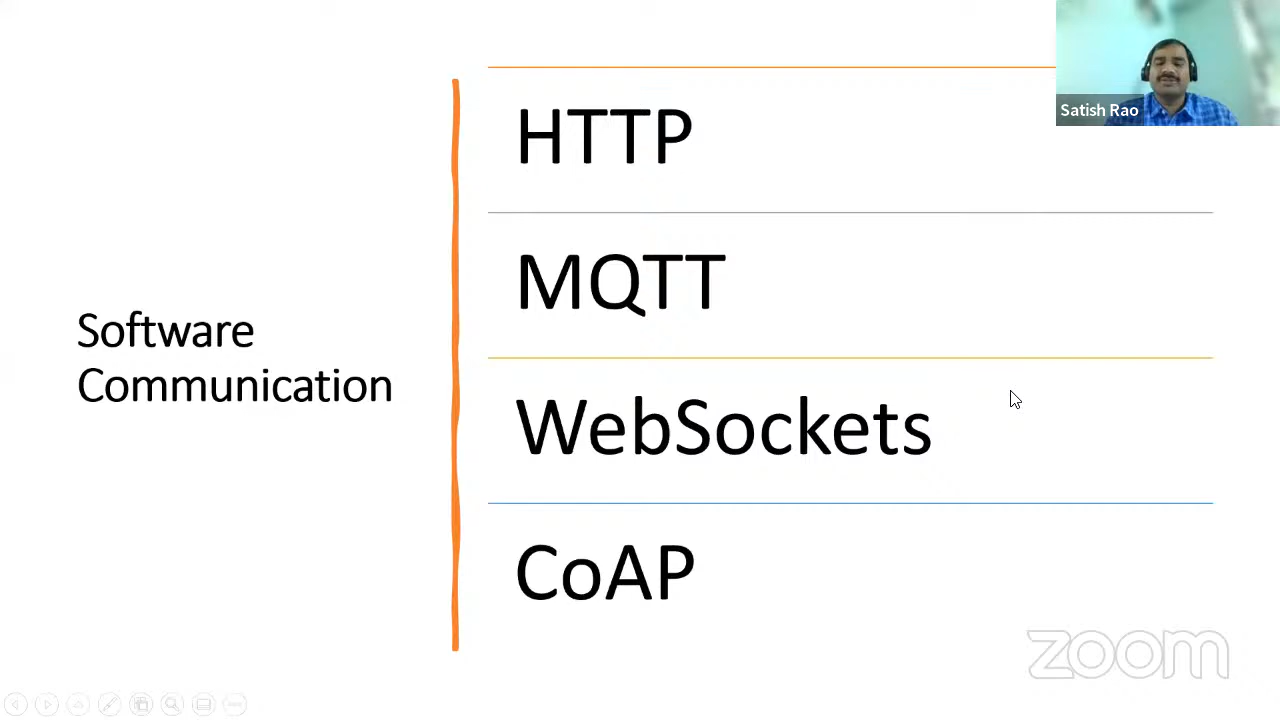 Software
Communication
HTTP
MQTT
WebSockets
CoAP
Satish Rao
zoom